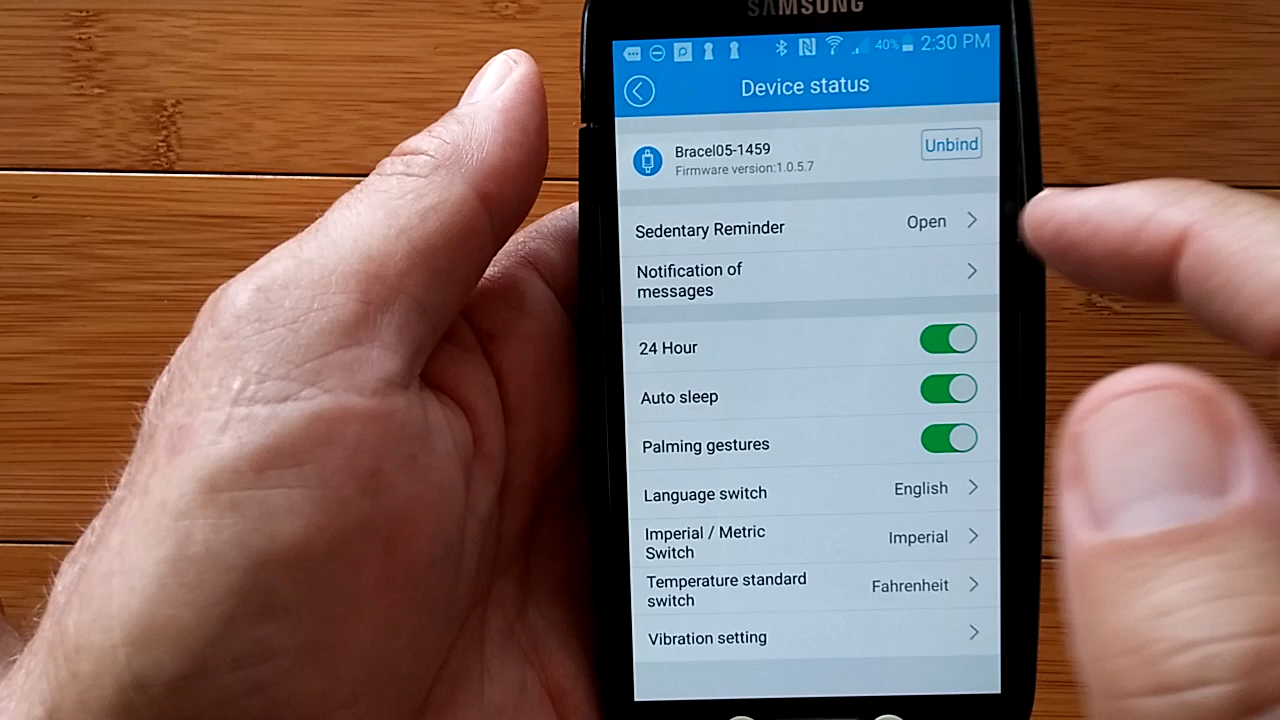 SAMSUNG
40% 2:30 PM
Device status
Bracel05-1459
Unbind
Firmware version:1.0.5.7
Sedentary Reminder Open
Notification of
messages
24 Hour
Auto sleep
Palming gestures
Language switch English
Imperial / Metric
Switch
Imperial
Temperature standard
switch
Fahrenheit
Vibration setting